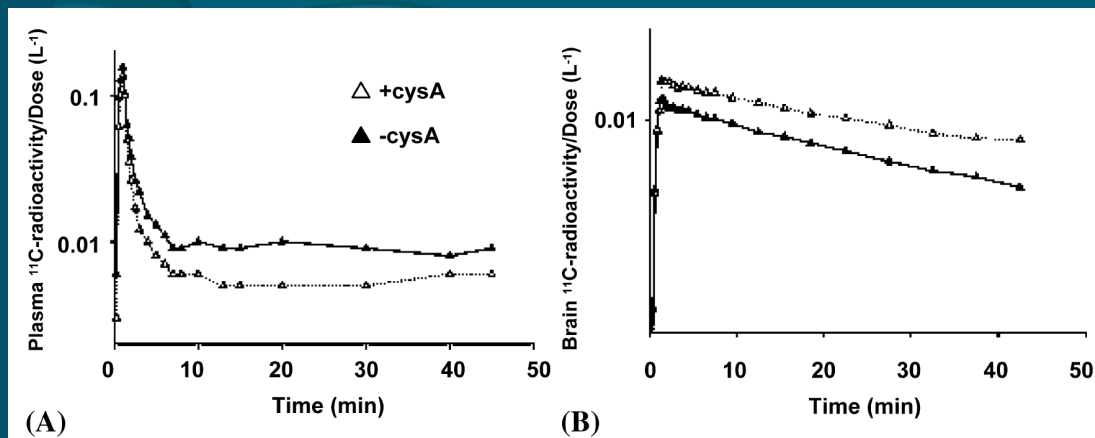 Plasma ¹¹C-radioactivity/Dose (L⁻¹)
0.1
0.01
△ +cysA
▲ -cysA
0 10 20 30 40 50
Time (min)
(A)
Brain ¹¹C-radioactivity/Dose (L⁻¹)
0.01
0 10 20 30 40 50
Time (min)
(B)